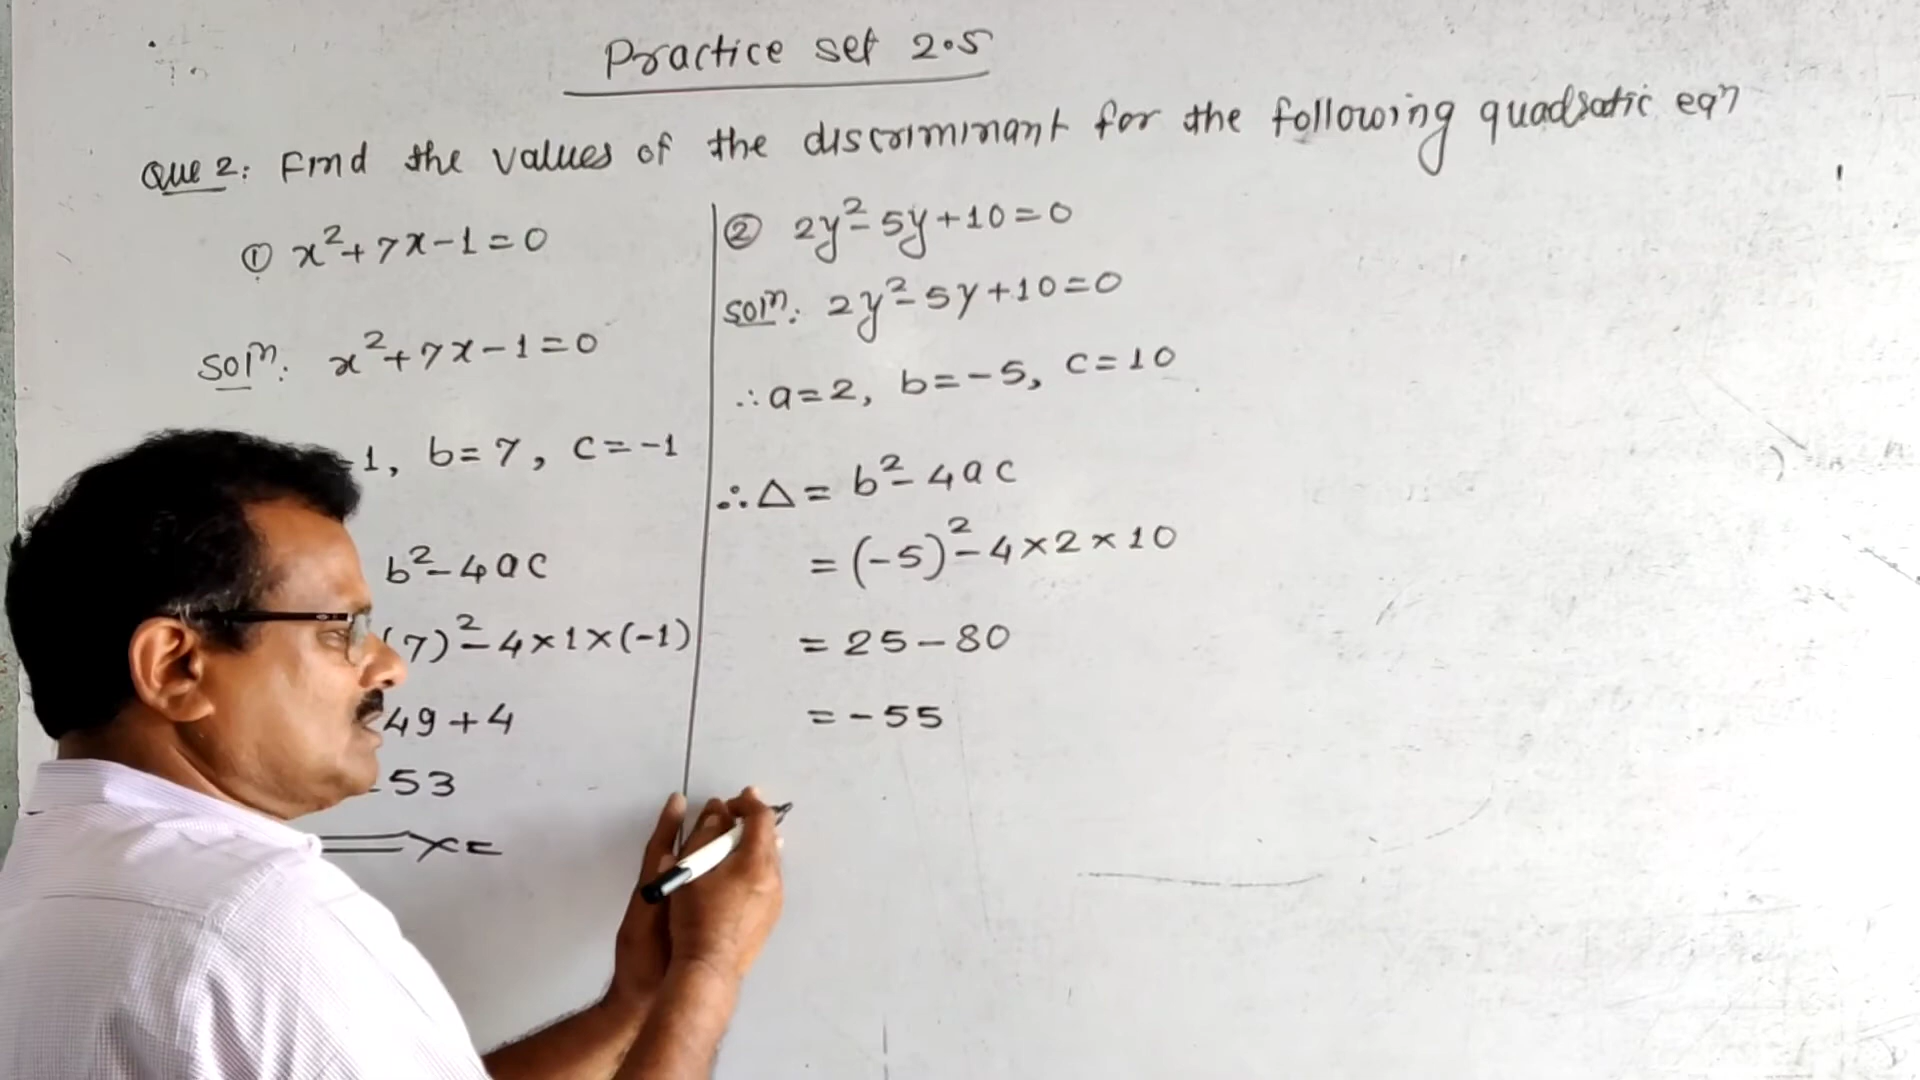 Practice set 2.5
Que 2: Find the values of the discriminant for the following quadratic eqn
① x²+7x-1=0
Soln: x²+7x-1=0
=1, b=7, c=-1
b²-4ac
(7)²-4×1×(-1)
49+4
53
② 2y²-5y+10=0
Soln: 2y²-5y+10=0
∴a=2, b=-5, c=10
∴Δ= b²-4ac
=(-5)²-4×2×10
=25-80
=-55